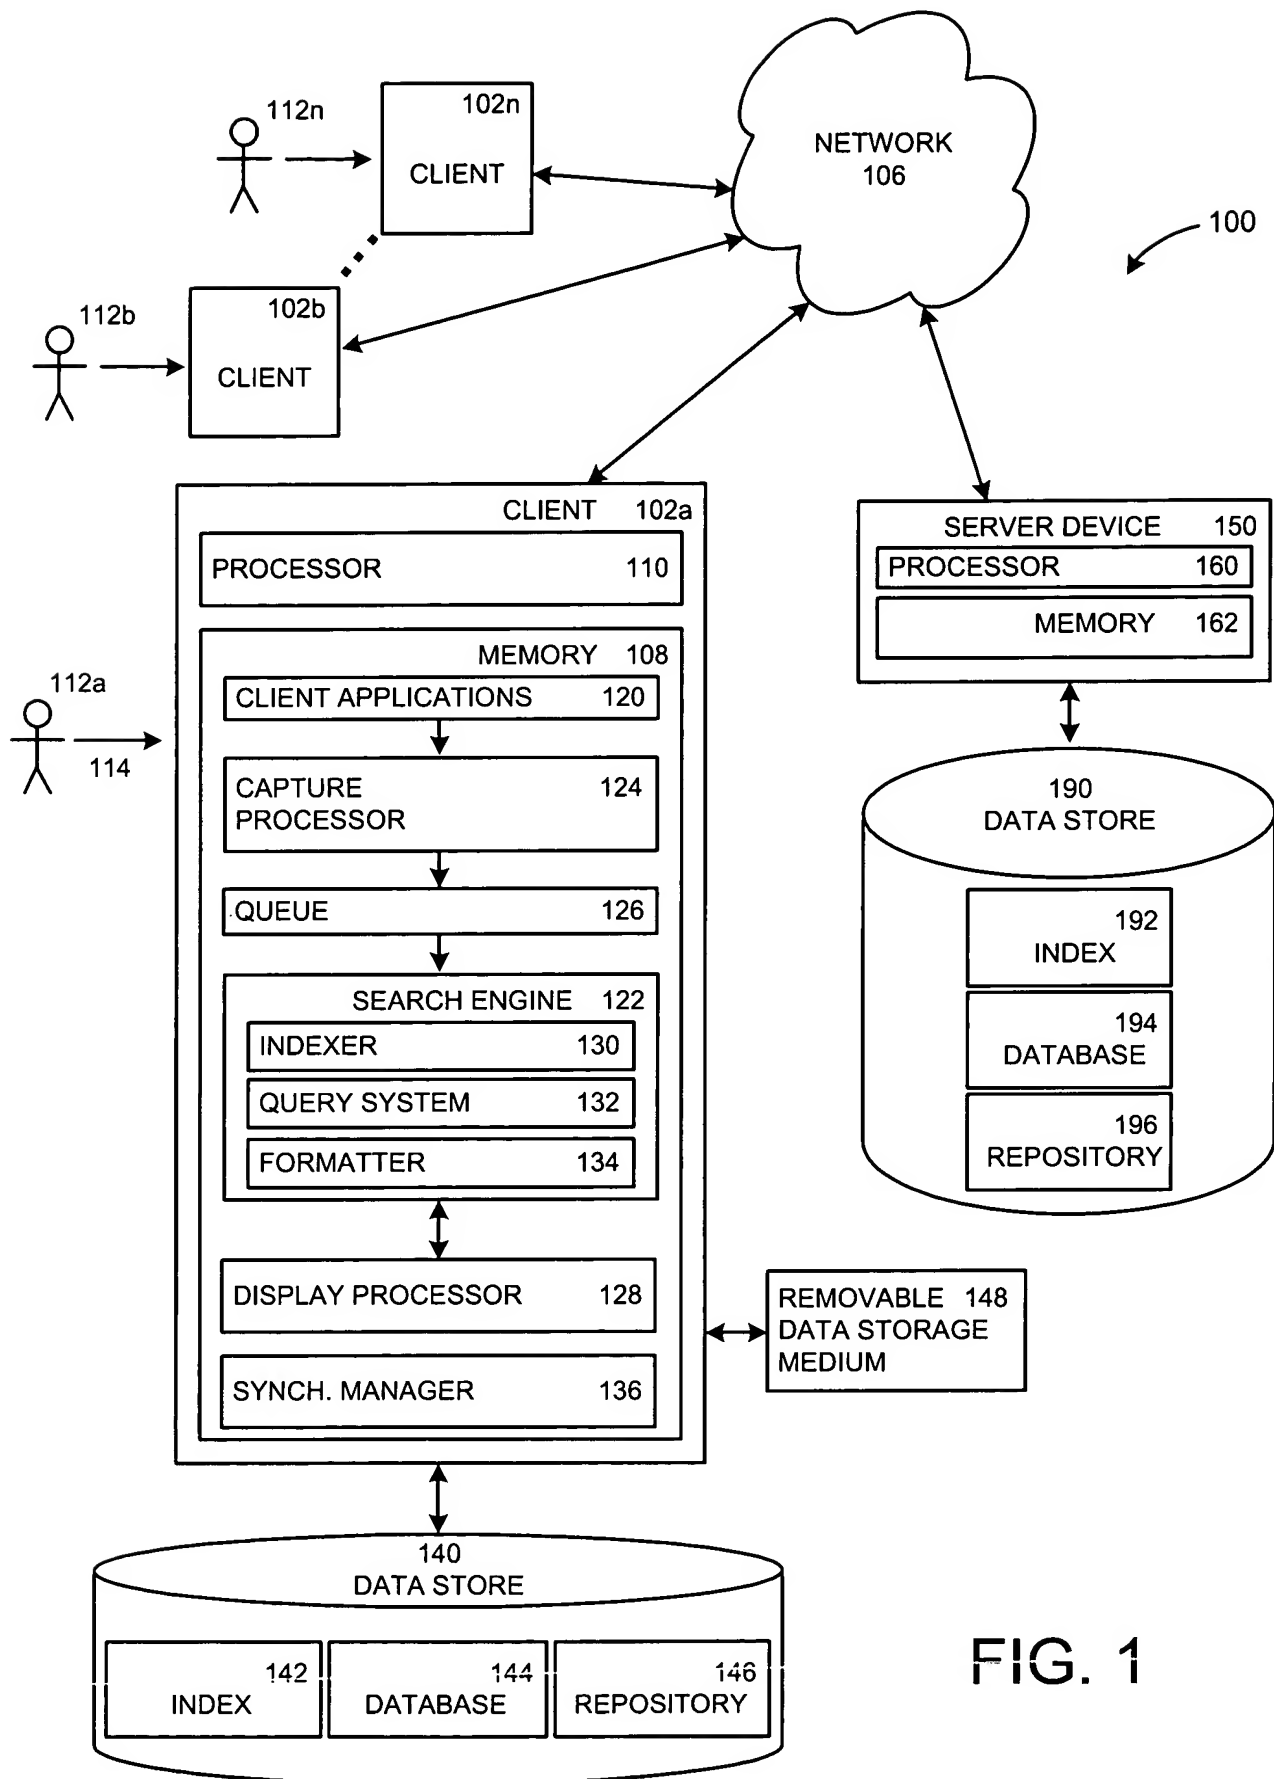 112n
102n
CLIENT
NETWORK
106
100
112b
102b
CLIENT
CLIENT 102a
PROCESSOR 110
MEMORY 108
CLIENT APPLICATIONS 120
112a
114
CAPTURE 124
PROCESSOR
QUEUE 126
SEARCH ENGINE 122
INDEXER 130
QUERY SYSTEM 132
FORMATTER 134
DISPLAY PROCESSOR 128
SYNCH. MANAGER 136
SERVER DEVICE 150
PROCESSOR 160
MEMORY 162
190
DATA STORE
192
INDEX
194
DATABASE
196
REPOSITORY
REMOVABLE 148
DATA STORAGE
MEDIUM
140
DATA STORE
142
INDEX
144
DATABASE
146
REPOSITORY
FIG. 1